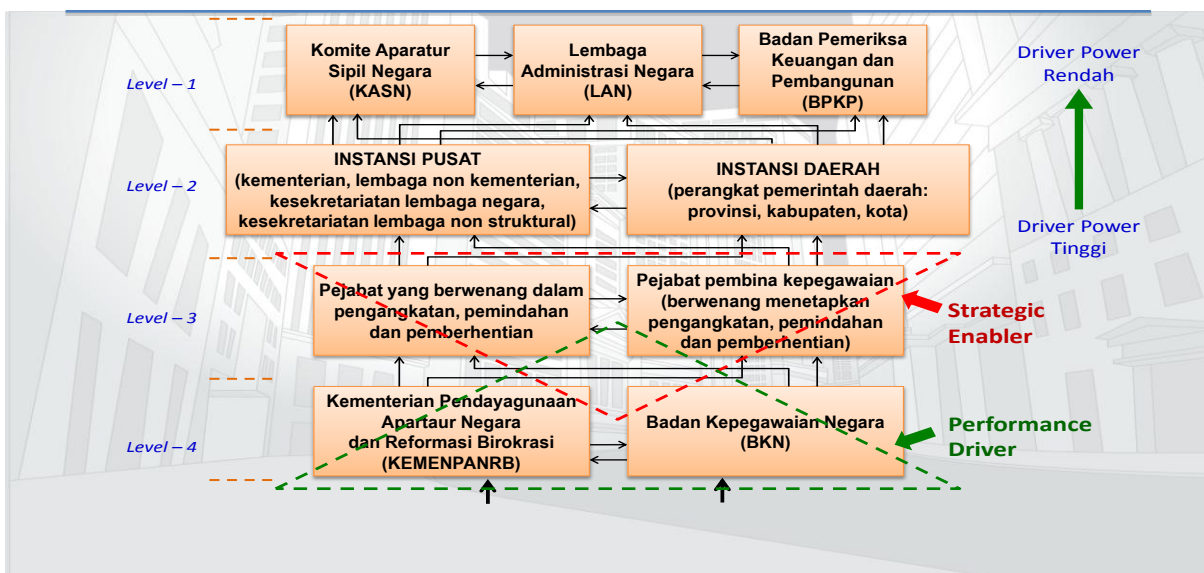 Komite Aparatur
Sipil Negara
(KASN)
Lembaga
Administrasi Negara
(LAN)
Badan Pemeriksa
Keuangan dan
Pembangunan
(BPKP)
Driver Power
Rendah
Level – 1
INSTANSI PUSAT
(kementerian, lembaga non kementerian,
kesekretariatan lembaga negara,
kesekretariatan lembaga non struktural)
INSTANSI DAERAH
(perangkat pemerintah daerah:
provinsi, kabupaten, kota)
Level – 2
Driver Power
Tinggi
Pejabat yang berwenang dalam
pengangkatan, pemindahan
dan pemberhentian
Pejabat pembina kepegawaian
(berwenang menetapkan
pengangkatan, pemindahan
dan pemberhentian)
Level – 3
Strategic
Enabler
Kementerian Pendayagunaan
Apartaur Negara
dan Reformasi Birokrasi
(KEMENPANRB)
Badan Kepegawaian Negara
(BKN)
Level – 4
Performance
Driver